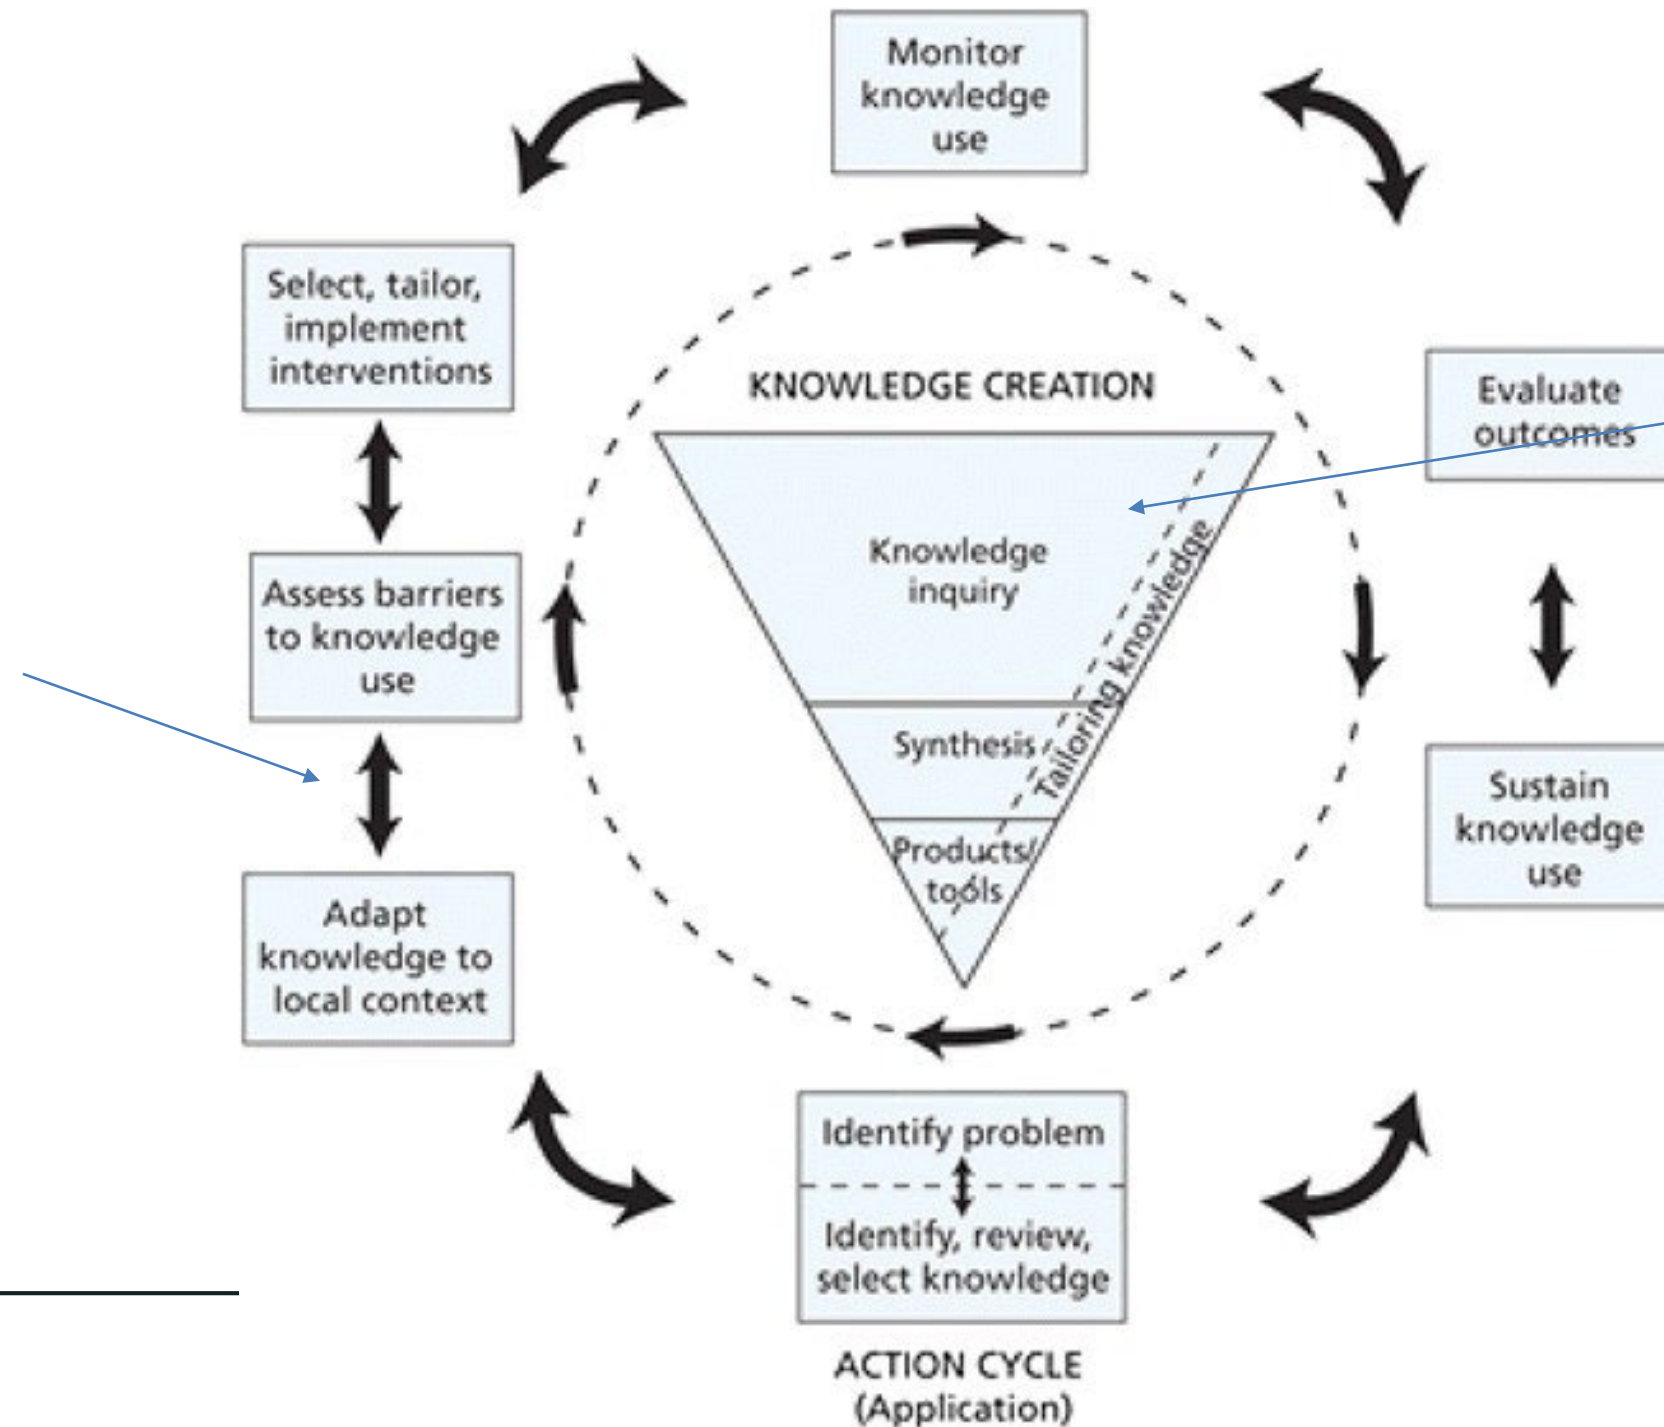 Monitor
knowledge
use
Select, tailor,
implement
interventions
Evaluate
outcomes
KNOWLEDGE CREATION
Knowledge
inquiry
Tailoring knowledge
Assess barriers
to knowledge
use
Synthesis
Sustain
knowledge
use
Products/
tools
Adapt
knowledge to
local context
Identify problem
Identify, review,
select knowledge
ACTION CYCLE
(Application)